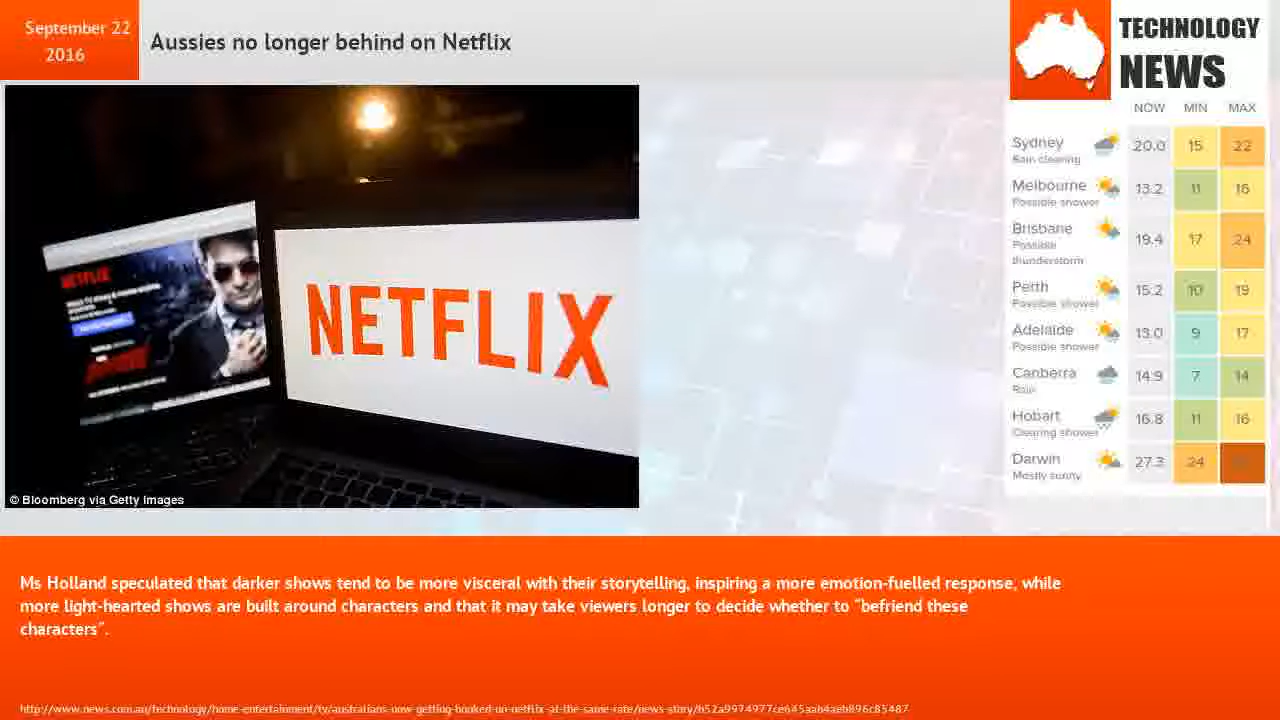 September 22
2016
Aussies no longer behind on Netflix
TECHNOLOGY
NEWS
NOW MIN MAX
Sydney 20.0 15 22
Rain clearing
Melbourne 13.2 11 16
Possible shower
Brisbane 19.4 17 24
Possible
thunderstorm
Perth 15.2 10 19
Possible shower
Adelaide 13.0 9 17
Possible shower
Canberra 14.9 7 14
Rain
Hobart 16.8 11 16
Clearing shower
Darwin 27.3 24
Mostly sunny
NETFLIX
NETFLIX
© Bloomberg via Getty Images
Ms Holland speculated that darker shows tend to be more visceral with their storytelling, inspiring a more emotion-fuelled response, while
more light-hearted shows are built around characters and that it may take viewers longer to decide whether to "befriend these
characters".